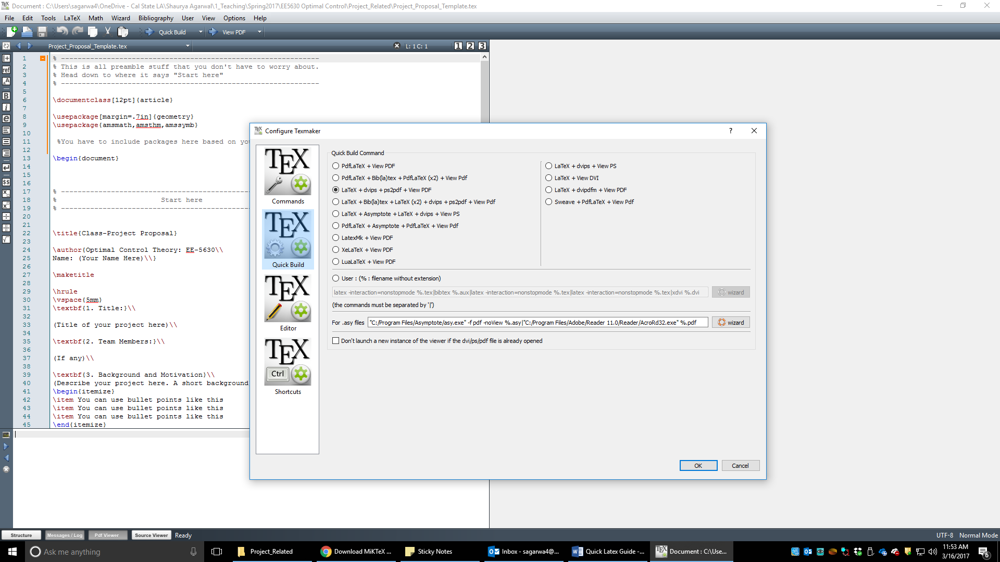 Document : C:\Users\sagarwa4\OneDrive - Cal State LA\Shaurya Agarwal\1_Teaching\Spring2017\EE5630 Optimal Control\Project_Related\Project_Proposal_Template.tex
File Edit Tools LaTeX Math Wizard Bibliography User View Options Help
Quick Build View PDF
Project_Proposal_Template.tex L: 1 C: 1 1 2 3
1 % --------------------------------------------------------------
2 % This is all preamble stuff that you don't have to worry about.
3 % Head down to where it says "Start here"
4 % --------------------------------------------------------------
5
6 \documentclass[12pt]{article}
7
8 \usepackage[margin=.7in]{geometry}
9 \usepackage{amsmath,amsthm,amssymb}
10
11 %You have to include packages here based on you
12
13 \begin{document}
14
15
16
17 % ----------------------------------------------
18 % Start here
19 % ----------------------------------------------
20
21
22 \title{Class-Project Proposal}
23
24 \author{Optimal Control Theory: EE-5630\\
25 Name: (Your Name Here)\\}
26
27 \maketitle
28
29 \hrule
30 \vspace{5mm}
31 \textbf{1. Title:}\\
32
33 (Title of your project here)\\
34
35 \textbf{2. Team Members:}\\
36
37 (If any)\\
38
39 \textbf{3. Background and Motivation}\\
40 (Describe your project here. A short background
41 \begin{itemize}
42 \item You can use bullet points like this
43 \item You can use bullet points like this
44 \item You can use bullet points like this
45 \end{itemize}
ref
A
B
i
e
$$
TEX Configure Texmaker ?
TEX
Commands
TEX
Quick Build
TEX
Editor
TEX
Ctrl
Shortcuts
Quick Build Command
PdfLaTeX + View PDF
PdfLaTeX + Bib(la)tex + PdfLaTeX (x2) + View Pdf
LaTeX + dvips + ps2pdf + View PDF
LaTeX + Bib(la)tex + LaTeX (x2) + dvips + ps2pdf + View Pdf
LaTeX + Asymptote + LaTeX + dvips + View PS
PdfLaTeX + Asymptote + PdfLaTeX + View Pdf
LatexMk + View PDF
XeLaTeX + View PDF
LuaLaTeX + View PDF
LaTeX + dvips + View PS
LaTeX + View DVI
LaTeX + dvipdfm + View PDF
Sweave + PdfLaTeX + View Pdf
User : (% : filename without extension)
latex -interaction=nonstopmode %.tex|bibtex %.aux|latex -interaction=nonstopmode %.tex|latex -interaction=nonstopmode %.tex|xdvi %.dvi wizard
(the commands must be separated by '|')
For .asy files "C:/Program Files/Asymptote/asy.exe" -f pdf -noView %.asy|"C:/Program Files/Adobe/Reader 11.0/Reader/AcroRd32.exe" %.pdf wizard
Don't launch a new instance of the viewer if the dvi/ps/pdf file is already opened
OK Cancel
Structure Messages / Log Pdf Viewer Source Viewer Ready UTF-8 Normal Mode
Ask me anything Project_Related Download MiKTeX ... Sticky Notes Inbox - sagarwa4@... Quick Latex Guide -... Document : C:\Use... 11:53 AM
3/16/2017 6